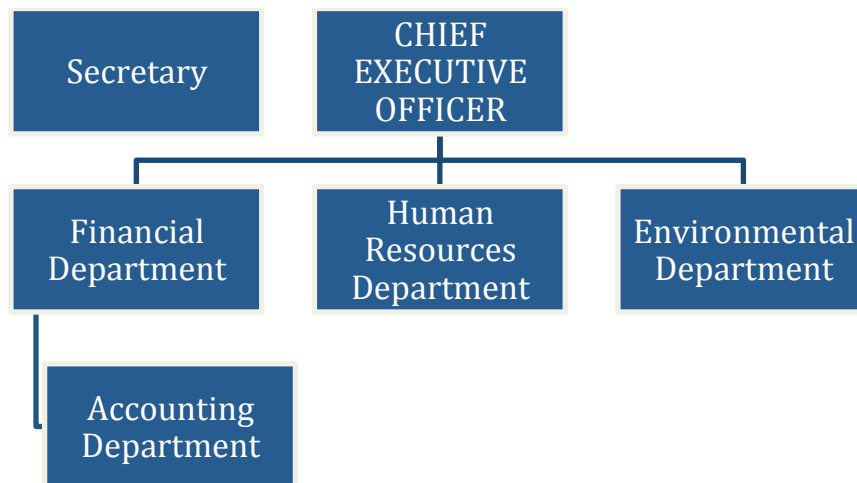 Secretary
CHIEF
EXECUTIVE
OFFICER
Financial
Department
Human
Resources
Department
Environmental
Department
Accounting
Department